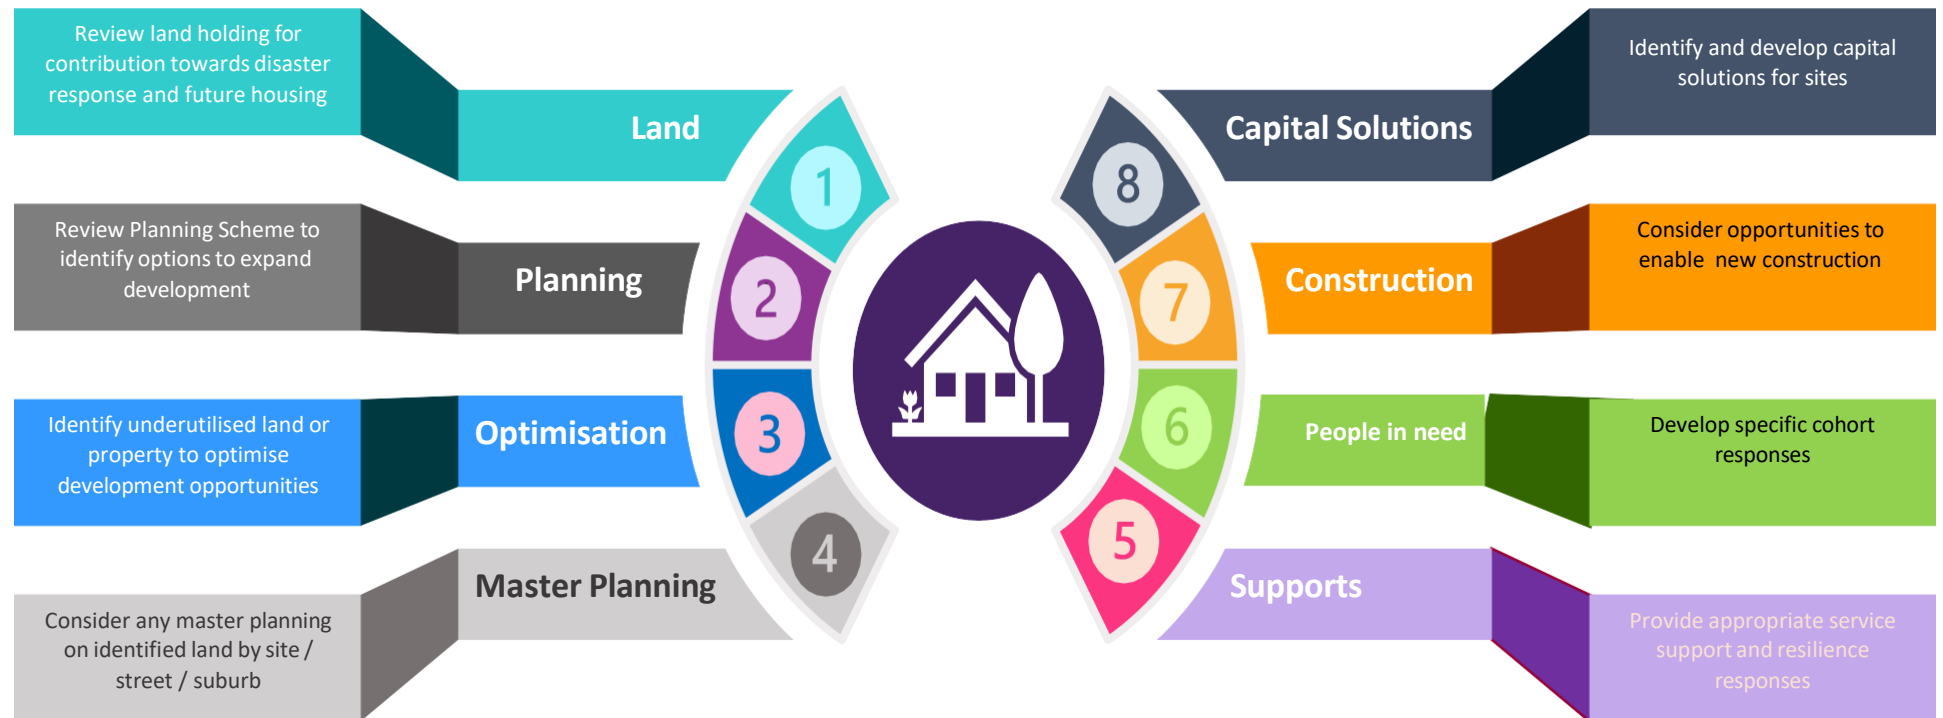 Review land holding for
contribution towards disaster
response and future housing
Land
1
Review Planning Scheme to
identify options to expand
development
Planning
2
Identify underutilised land or
property to optimise
development opportunities
Optimisation
3
Consider any master planning
on identified land by site /
street / suburb
Master Planning
4
8
Capital Solutions
Identify and develop capital
solutions for sites
7
Construction
Consider opportunities to
enable new construction
6
People in need
Develop specific cohort
responses
5
Supports
Provide appropriate service
support and resilience
responses